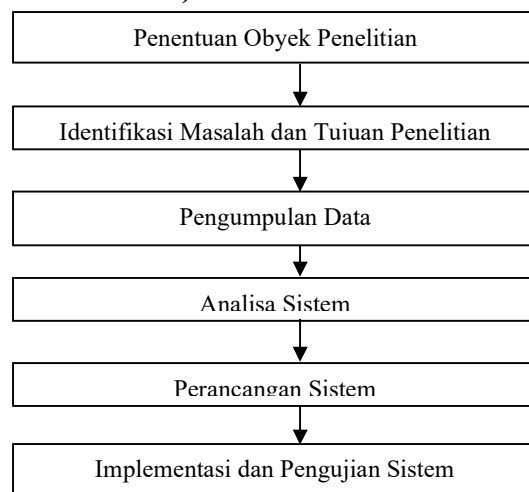 Penentuan Obyek Penelitian
Identifikasi Masalah dan Tujuan Penelitian
Pengumpulan Data
Analisa Sistem
Perancangan Sistem
Implementasi dan Pengujian Sistem